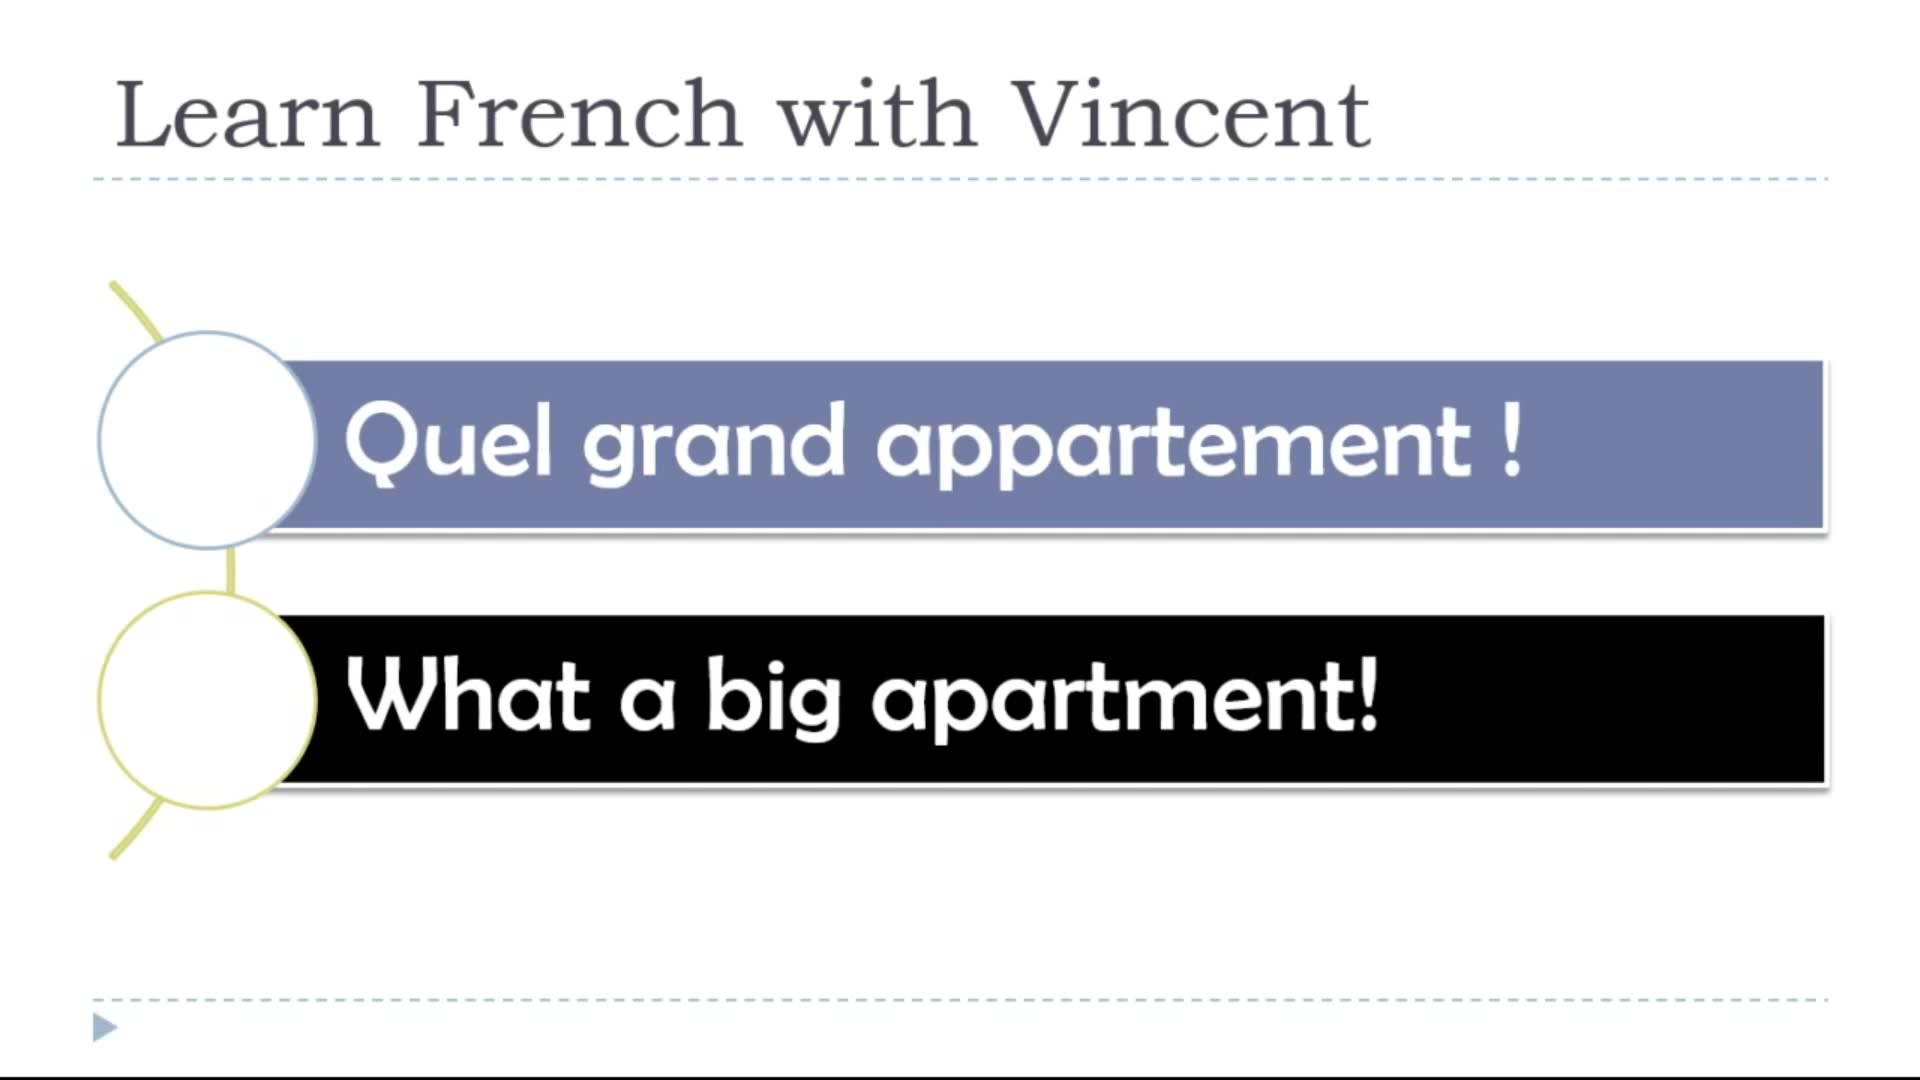 Learn French with Vincent
Quel grand appartement !
What a big apartment!